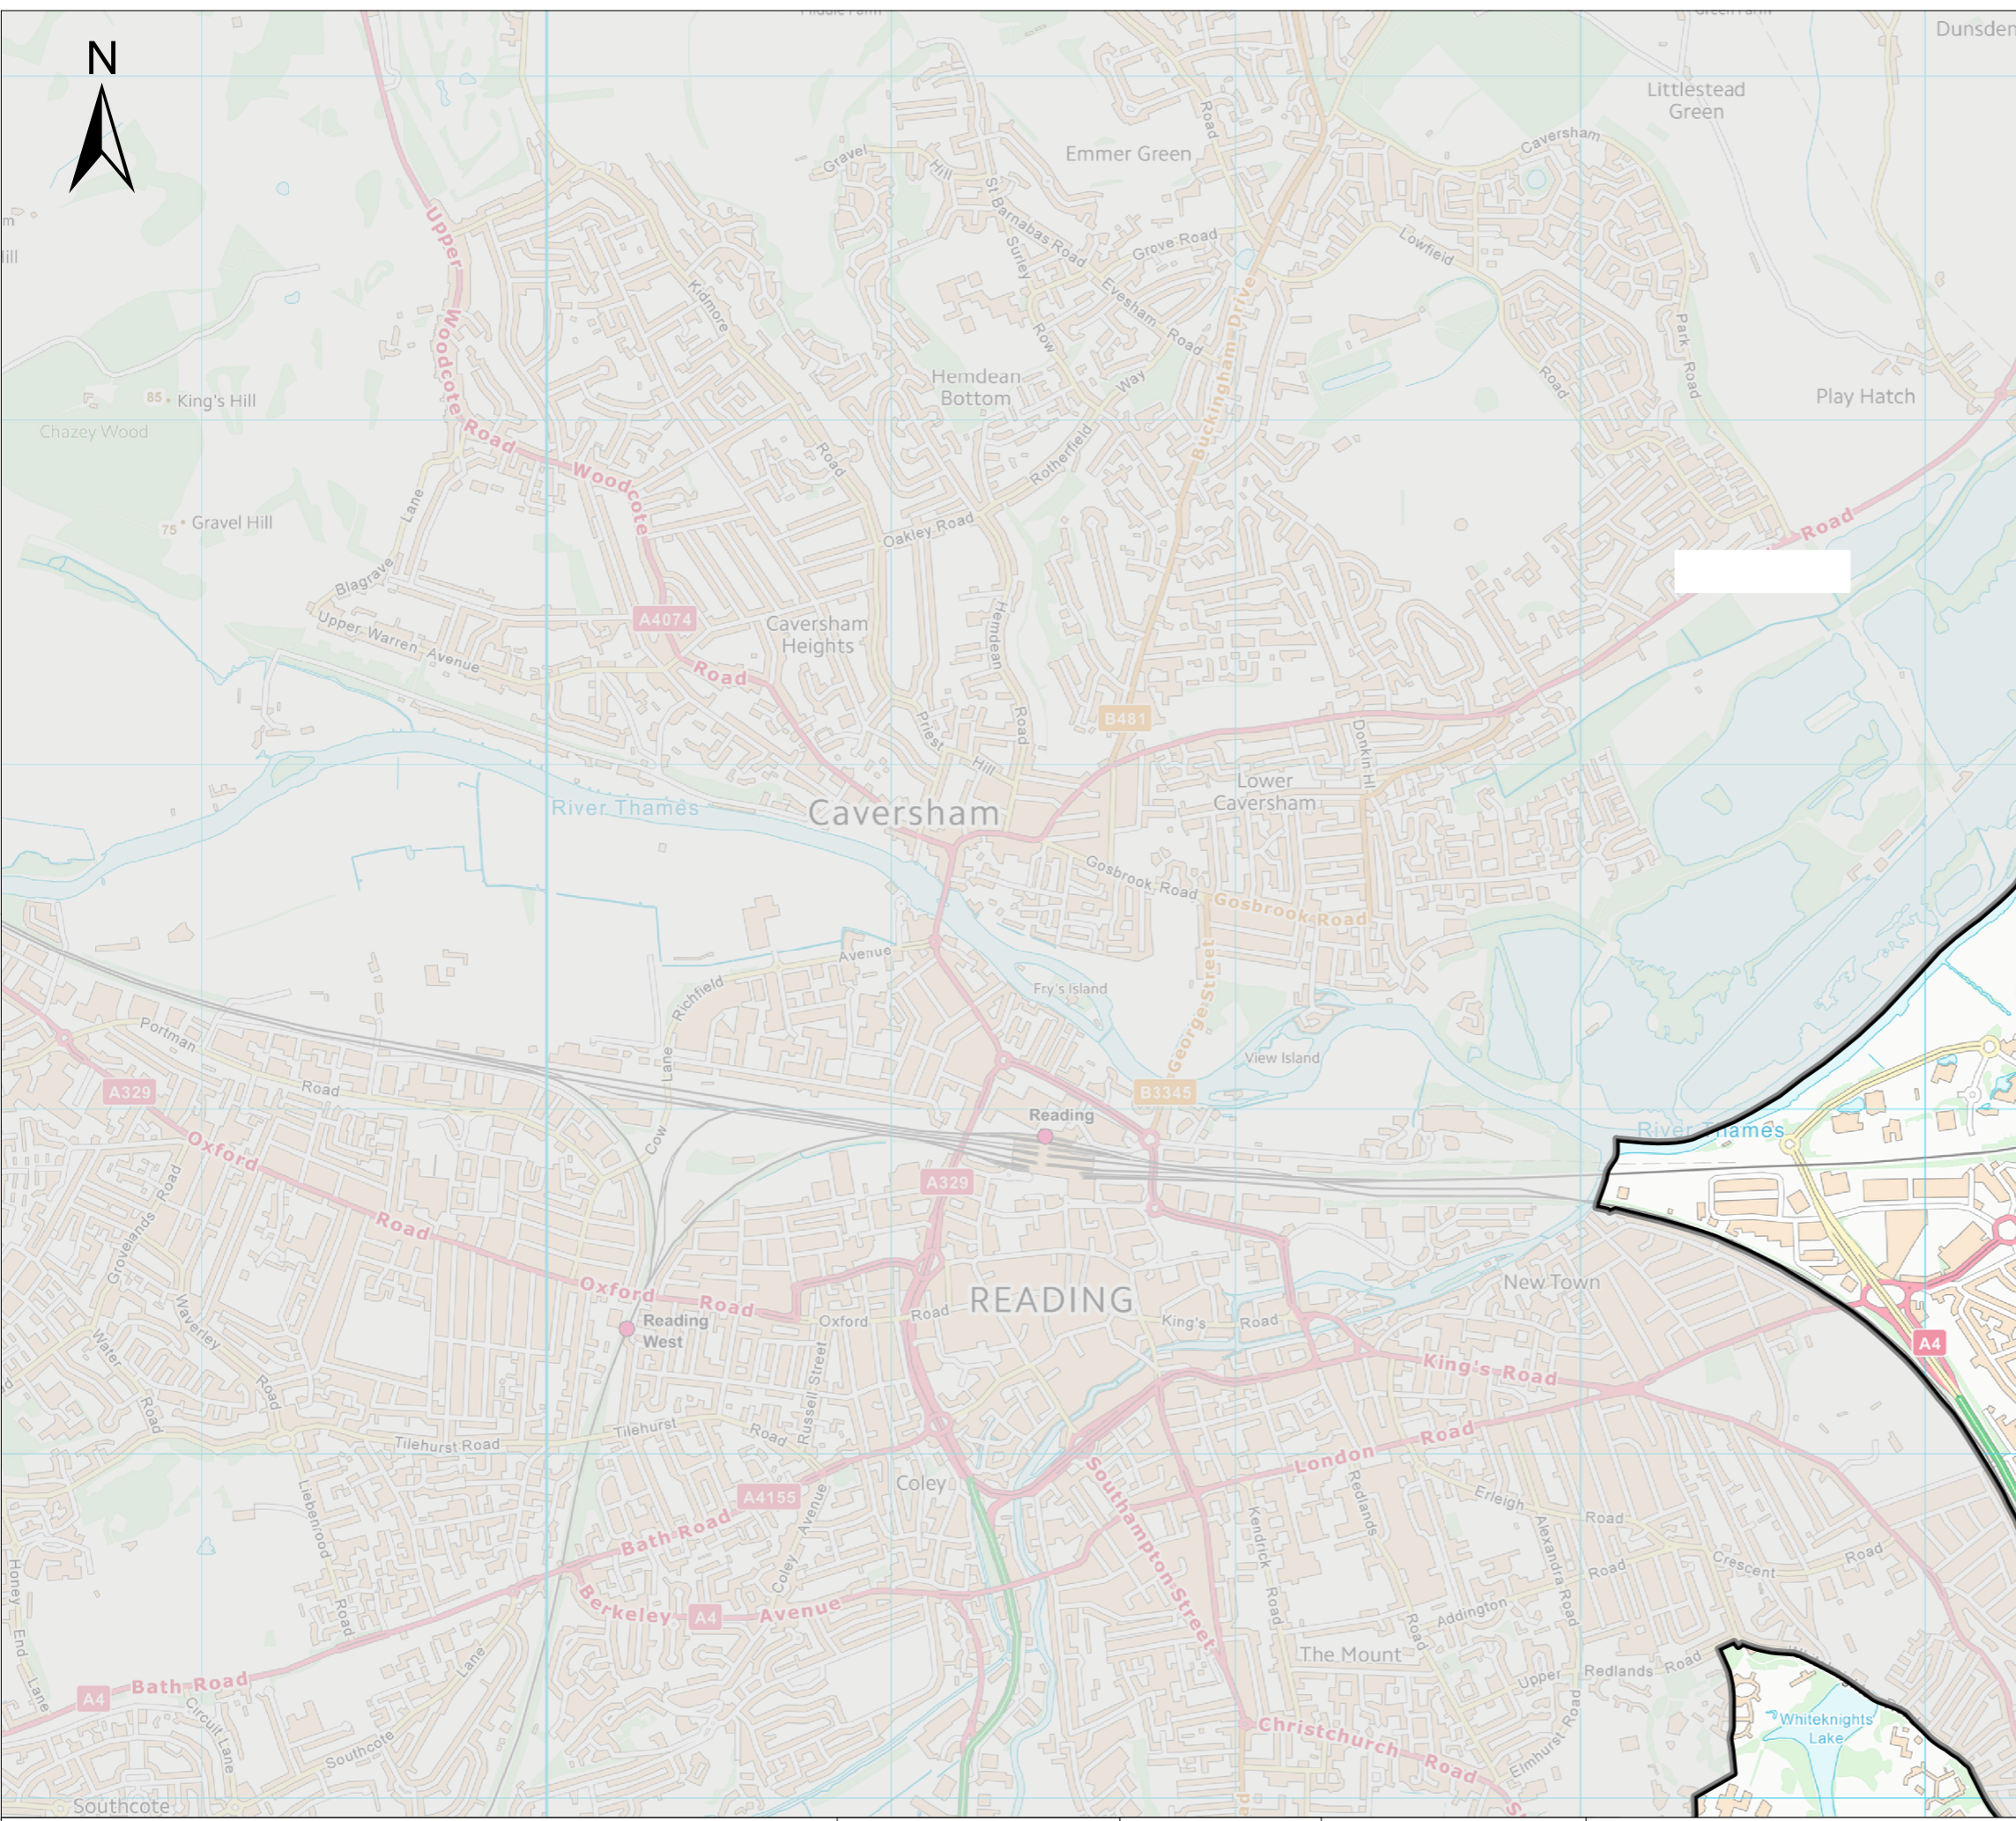 N
Dunsden
Littlestead
Green
Emmer Green
Caversham
Park Road
Play Hatch
Road
Gravel
Hill
Road
St Barnabas Road
Surley
Row
Grove Road
Evesham Road
Lowfield
Road
Buckingham Drive
Upper Woodcote Road
Woodcote
Road
Kidmore
Road
Hemdean
Bottom
Rotherfield
Way
85
King's Hill
Chazey Wood
75
Gravel Hill
Blagrave
Lane
Upper Warren Avenue
Oakley Road
A4074
Caversham
Heights
Hemdean
Road
Priest
Hill
B481
Donkin Hl
Lower
Caversham
River Thames
Caversham
Gosbrook Road
Gosbrook Road
George Street
Fry's Island
View Island
B3345
Richfield
Avenue
Portman
Road
Cow
Lane
A329
Oxford
Road
Oxford
Road
Reading
A329
River Thames
READING
New Town
Reading
West
Oxford
Road
King's
Road
King's Road
A4
Grovelands Road
Waverley
Road
Water
Road
Tilehurst Road
Tilehurst
Road
Russell Street
Liebenrod
Road
Coley
A4155
Bath Road
Coley
Avenue
Berkeley
A4
Avenue
London
Road
Southampton Street
Redlands
Road
Kendrick
Road
Erleigh
Road
Alexandra Road
Addington
Road
Crescent
Road
The Mount
Upper
Redlands
Road
Elmhurst Road
Christchurch
Road
Whiteknights
Lake
Honey
End
Lane
A4
Bath Road
Circuit Lane
Southcote
Lane
Southcote